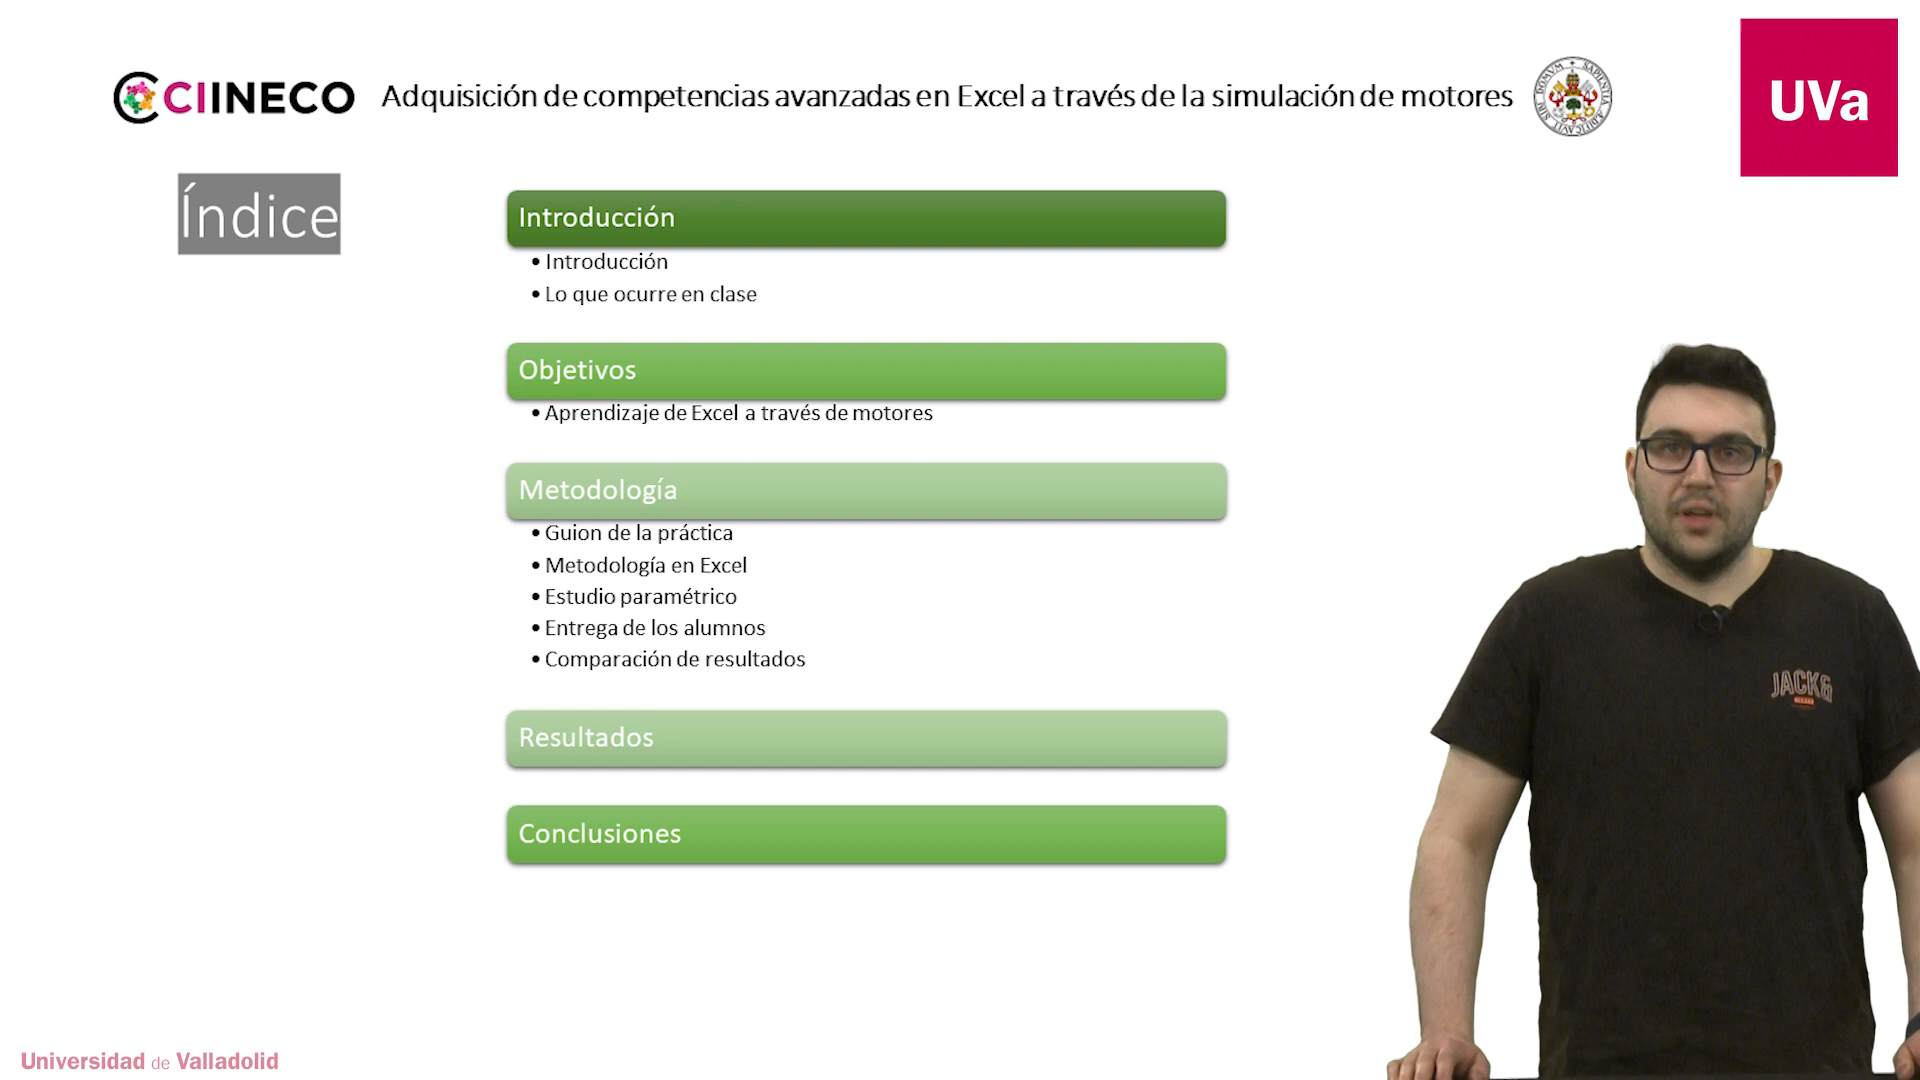 CIINECO
Adquisición de competencias avanzadas en Excel a través de la simulación de motores
UVa
Índice
Introducción
• Introducción
• Lo que ocurre en clase
Objetivos
• Aprendizaje de Excel a través de motores
Metodología
• Guion de la práctica
• Metodología en Excel
• Estudio paramétrico
• Entrega de los alumnos
• Comparación de resultados
Resultados
Conclusiones
JACK&
Universidad de Valladolid